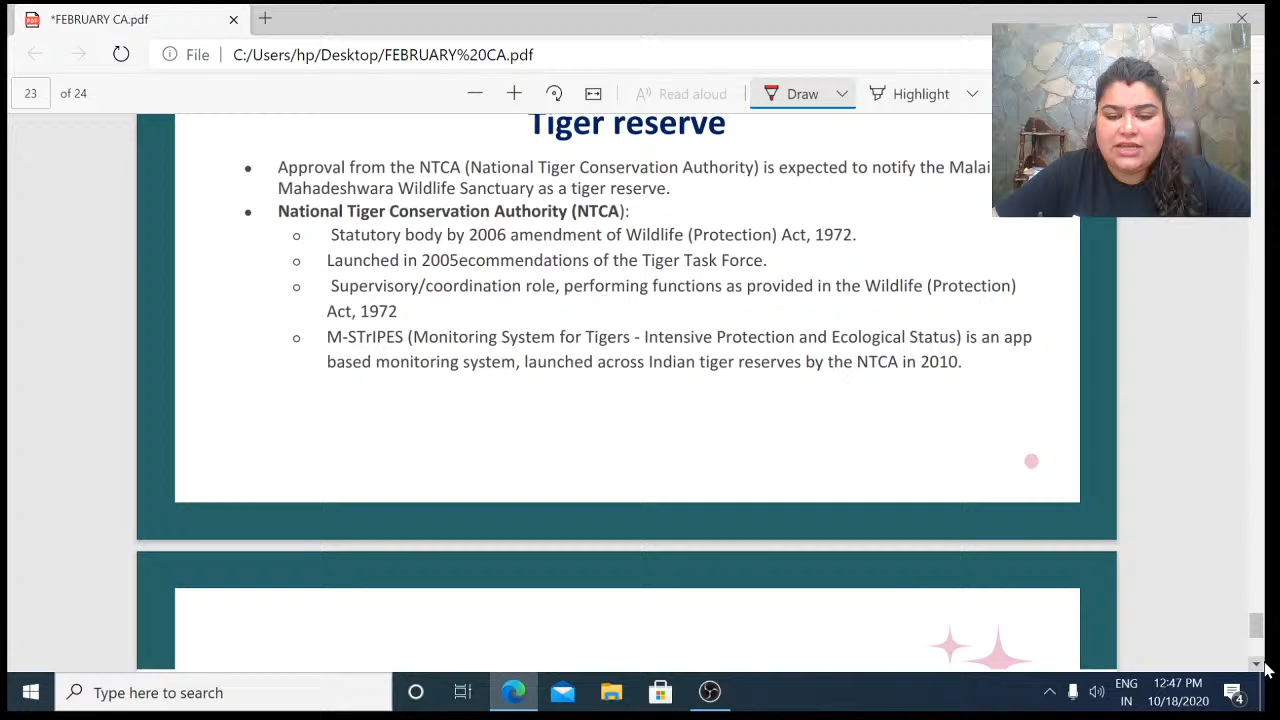 *FEBRUARY CA.pdf
File C:/Users/hp/Desktop/FEBRUARY%20CA.pdf
23 of 24 Read aloud Draw Highlight
Tiger reserve
• Approval from the NTCA (National Tiger Conservation Authority) is expected to notify the Malai
Mahadeshwara Wildlife Sanctuary as a tiger reserve.
• National Tiger Conservation Authority (NTCA):
o Statutory body by 2006 amendment of Wildlife (Protection) Act, 1972.
o Launched in 2005ecommendations of the Tiger Task Force.
o Supervisory/coordination role, performing functions as provided in the Wildlife (Protection)
Act, 1972
o M-STrIPES (Monitoring System for Tigers - Intensive Protection and Ecological Status) is an app
based monitoring system, launched across Indian tiger reserves by the NTCA in 2010.
Type here to search
ENG 12:47 PM
IN 10/18/2020 4